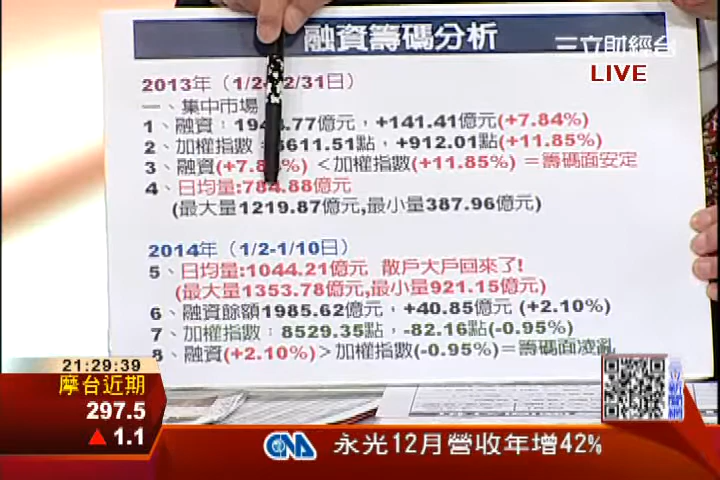 融資籌碼分析
三立財經台
LIVE
2013年（1/2- 2/31日）
一、集中市場
1、融資：19 .77億元，+141.41億元(+7.84%)
2、加權指數： 611.51點，+912.01點(+11.85%)
3、融資(+7.8 %)＜加權指數(+11.85%)＝籌碼面安定
4、日均量:784.88億元
(最大量1219.87億元,最小量387.96億元)
2014年（1/2-1/10日）
5、日均量:1044.21億元 散戶大戶回來了!
(最大量1353.78億元,最小量921.15億元)
6、融資餘額1985.62億元，+40.85億元 (+2.10%)
7、加權指數：8529.35點，-82.16點(-0.95%)
8、融資(+2.10%)＞加權指數(-0.95%)＝籌碼面凌亂
21:29:39
摩台近期
297.5
▲1.1
CNA 永光12月營收年增42%